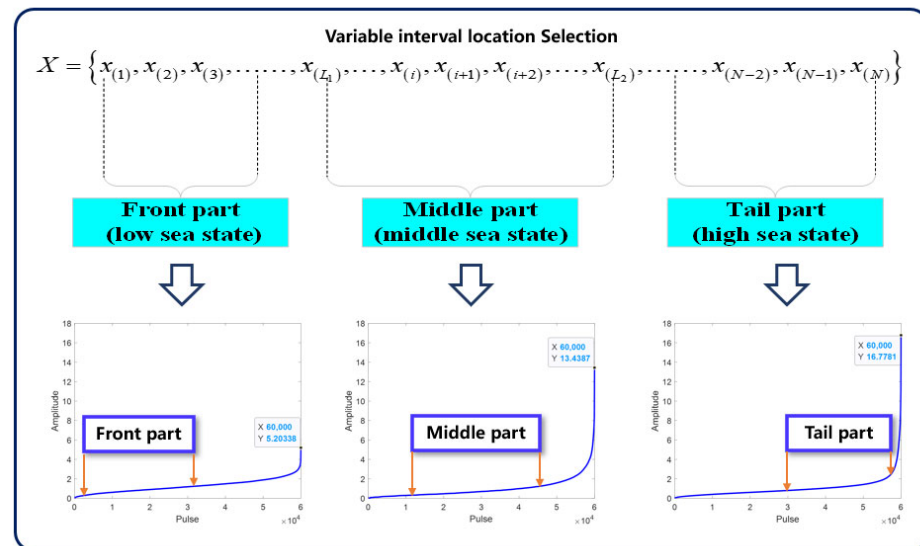 Variable interval location Selection
X = {x(1), x(2), x(3), ......, x(L1), ..., x(i), x(i+1), x(i+2), ..., x(L2), ......, x(N−2), x(N−1), x(N)}
Front part
(low sea state)
Middle part
(middle sea state)
Tail part
(high sea state)
18
16
14
12
10
8
6
4
2
0
Amplitude
X 60,000
Y 5.20338
Front part
0 1 2 3 4 5 6
Pulse
×10^4
18
16
14
12
10
8
6
4
2
0
Amplitude
X 60,000
Y 13.4387
Middle part
0 1 2 3 4 5 6
Pulse
×10^4
18
16
14
12
10
8
6
4
2
0
Amplitude
X 60,000
Y 16.7781
Tail part
0 1 2 3 4 5 6
Pulse
×10^4